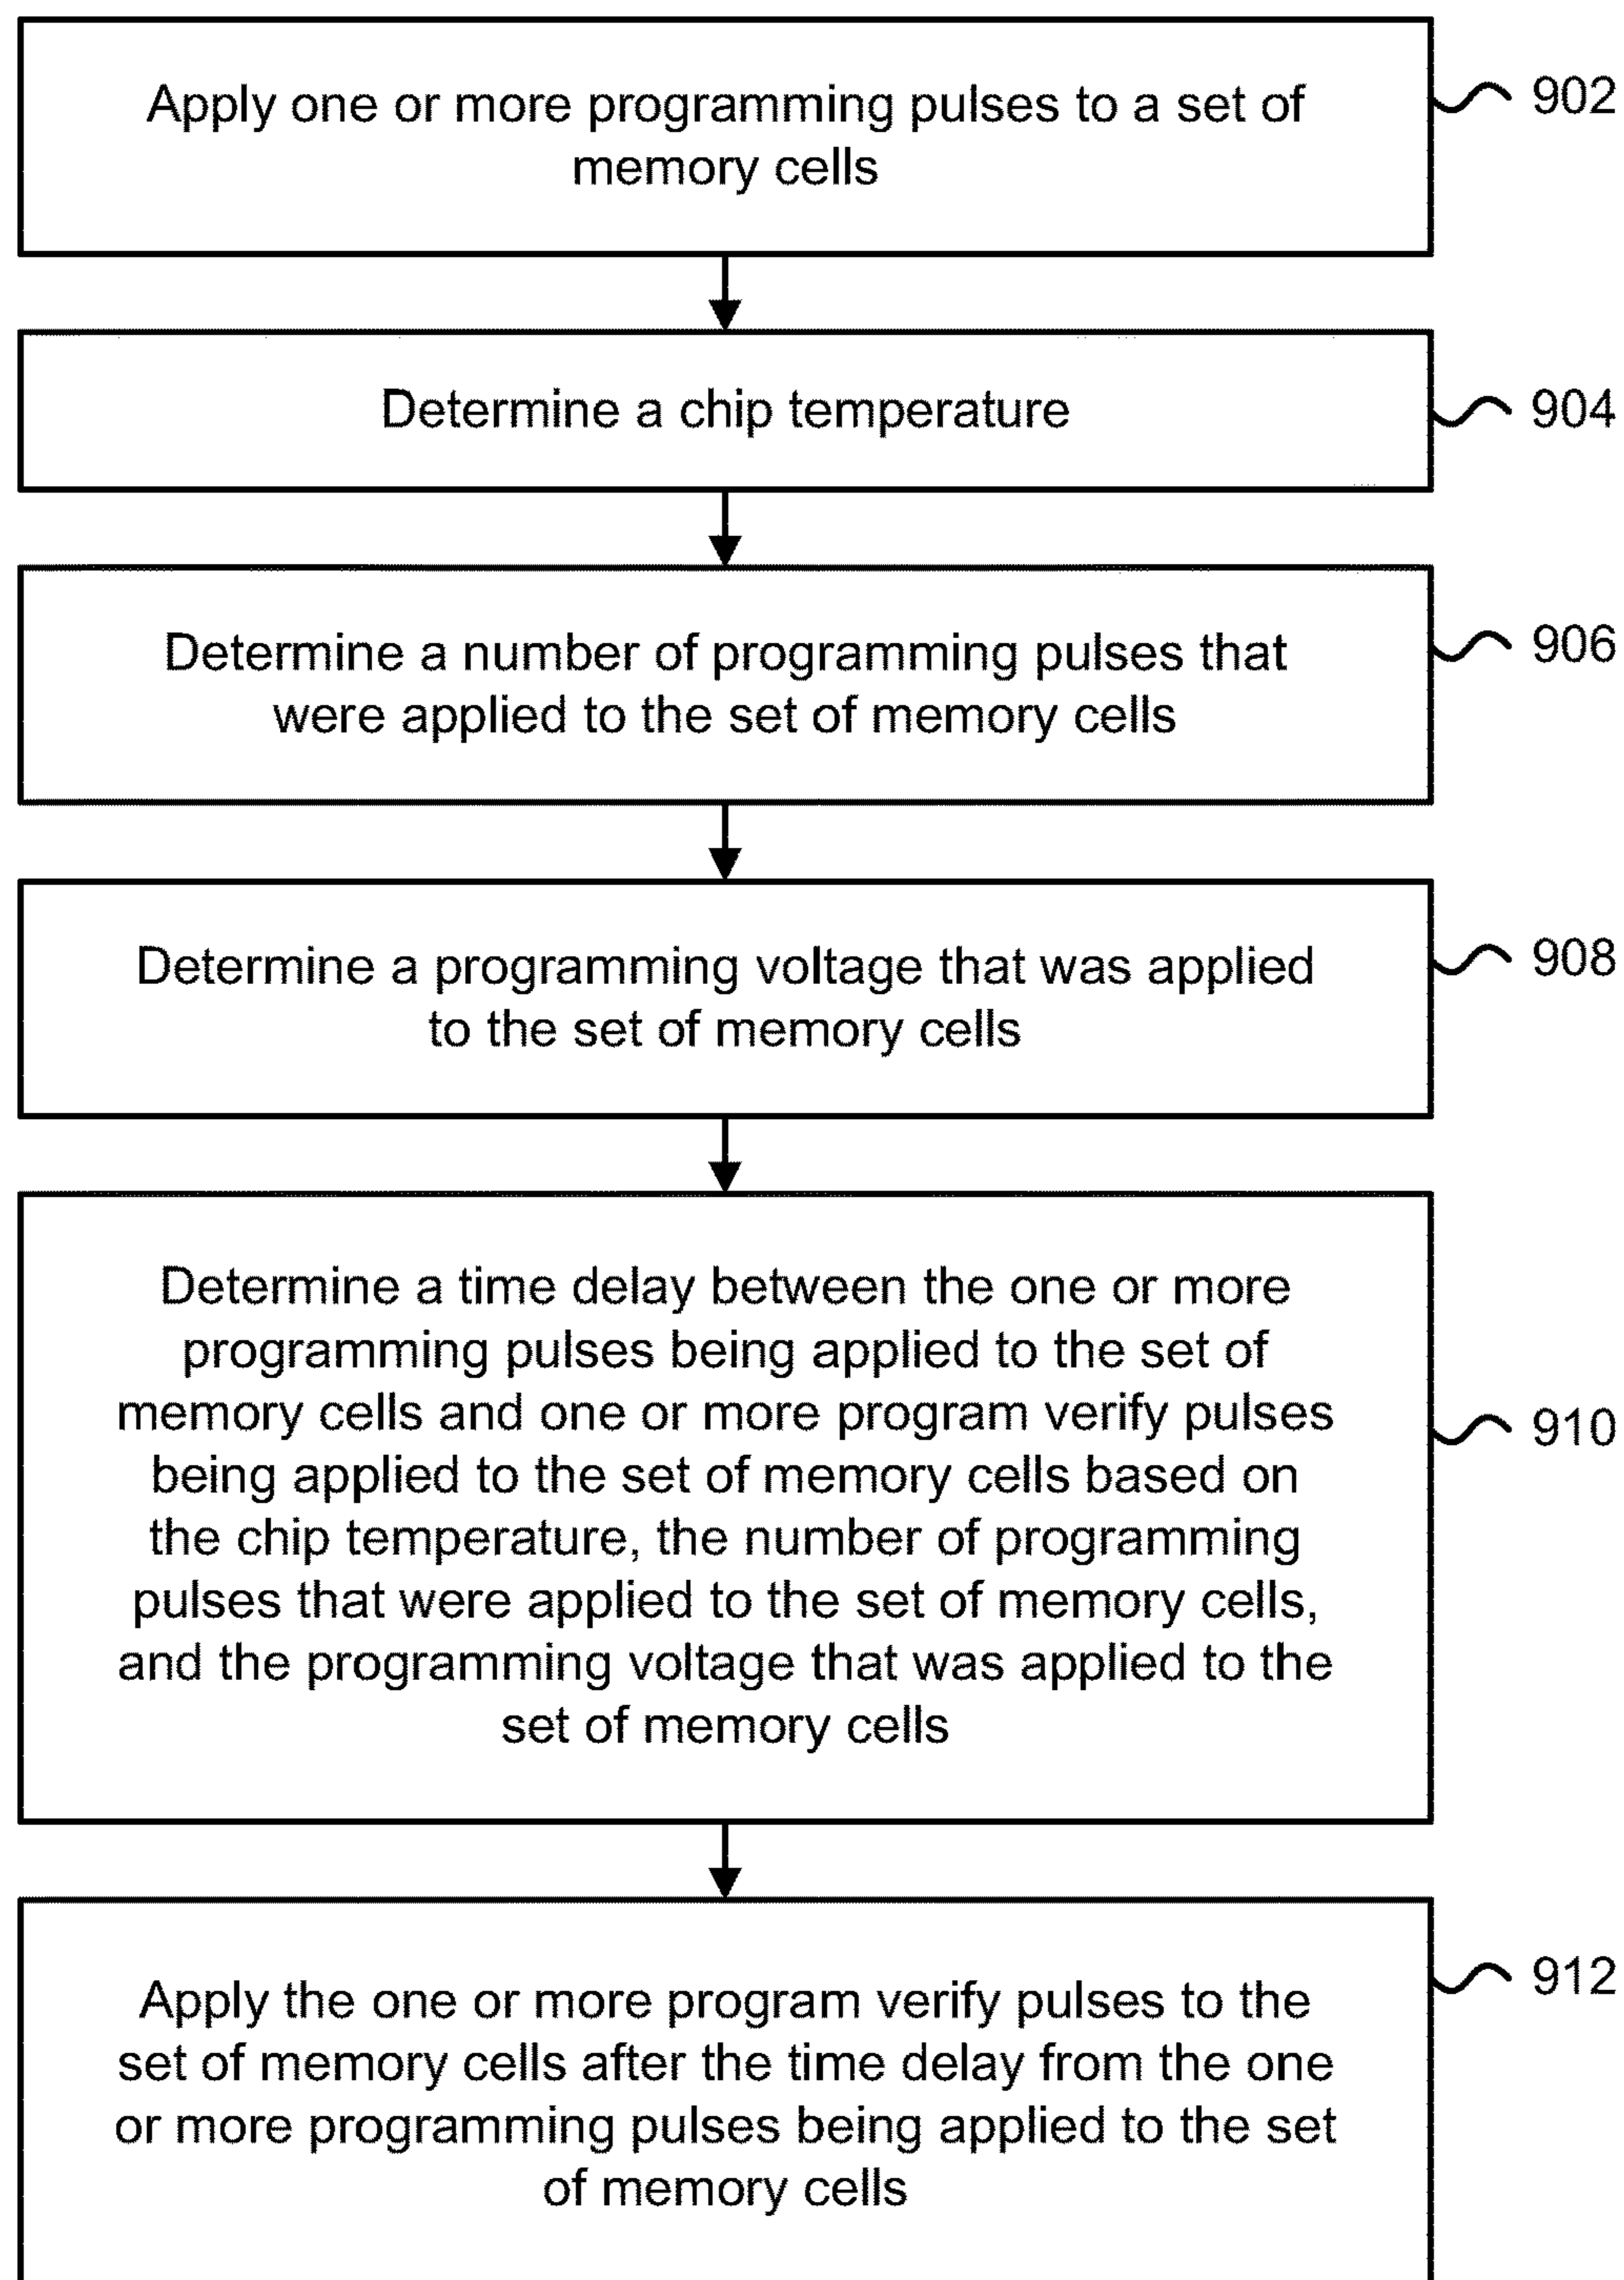 Apply one or more programming pulses to a set of
memory cells
902
Determine a chip temperature
904
Determine a number of programming pulses that
were applied to the set of memory cells
906
Determine a programming voltage that was applied
to the set of memory cells
908
Determine a time delay between the one or more
programming pulses being applied to the set of
memory cells and one or more program verify pulses
being applied to the set of memory cells based on
the chip temperature, the number of programming
pulses that were applied to the set of memory cells,
and the programming voltage that was applied to the
set of memory cells
910
Apply the one or more program verify pulses to the
set of memory cells after the time delay from the one
or more programming pulses being applied to the set
of memory cells
912